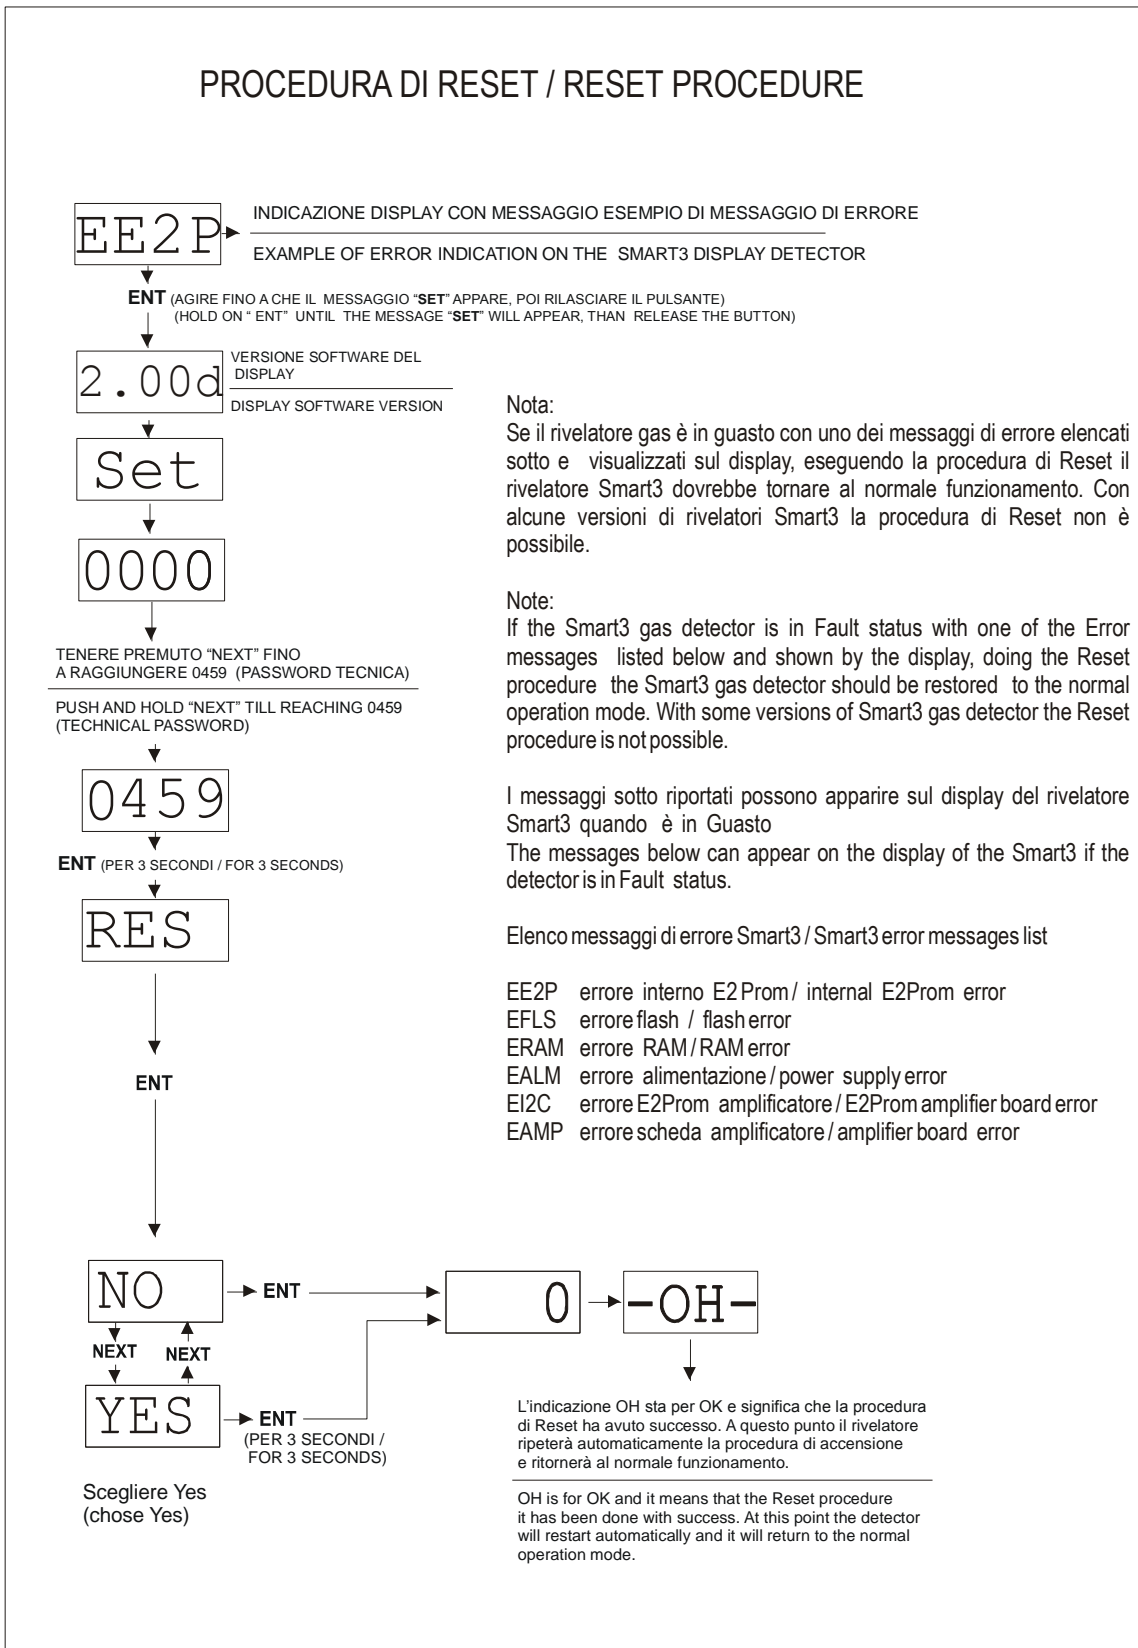 PROCEDURA DI RESET / RESET PROCEDURE
EE2P
INDICAZIONE DISPLAY CON MESSAGGIO ESEMPIO DI MESSAGGIO DI ERRORE
EXAMPLE OF ERROR INDICATION ON THE SMART3 DISPLAY DETECTOR
ENT (AGIRE FINO A CHE IL MESSAGGIO “SET” APPARE, POI RILASCIARE IL PULSANTE)
(HOLD ON “ ENT” UNTIL THE MESSAGE “SET” WILL APPEAR, THAN RELEASE THE BUTTON)
2.00d
VERSIONE SOFTWARE DEL
DISPLAY
DISPLAY SOFTWARE VERSION
Set
0000
TENERE PREMUTO “NEXT” FINO
A RAGGIUNGERE 0459 (PASSWORD TECNICA)
PUSH AND HOLD “NEXT” TILL REACHING 0459
(TECHNICAL PASSWORD)
0459
ENT (PER 3 SECONDI / FOR 3 SECONDS)
RES
ENT
Nota:
Se il rivelatore gas è in guasto con uno dei messaggi di errore elencati
sotto e visualizzati sul display, eseguendo la procedura di Reset il
rivelatore Smart3 dovrebbe tornare al normale funzionamento. Con
alcune versioni di rivelatori Smart3 la procedura di Reset non è
possibile.
Note:
If the Smart3 gas detector is in Fault status with one of the Error
messages listed below and shown by the display, doing the Reset
procedure the Smart3 gas detector should be restored to the normal
operation mode. With some versions of Smart3 gas detector the Reset
procedure is not possible.
I messaggi sotto riportati possono apparire sul display del rivelatore
Smart3 quando è in Guasto
The messages below can appear on the display of the Smart3 if the
detector is in Fault status.
Elenco messaggi di errore Smart3 / Smart3 error messages list
EE2P errore interno E2 Prom / internal E2Prom error
EFLS errore flash / flash error
ERAM errore RAM / RAM error
EALM errore alimentazione / power supply error
EI2C errore E2Prom amplificatore / E2Prom amplifier board error
EAMP errore scheda amplificatore / amplifier board error
NO
ENT
0
-OH-
NEXT NEXT
YES
ENT
(PER 3 SECONDI /
FOR 3 SECONDS)
Scegliere Yes
(chose Yes)
L’indicazione OH sta per OK e significa che la procedura
di Reset ha avuto successo. A questo punto il rivelatore
ripeterà automaticamente la procedura di accensione
e ritornerà al normale funzionamento.
OH is for OK and it means that the Reset procedure
it has been done with success. At this point the detector
will restart automatically and it will return to the normal
operation mode.